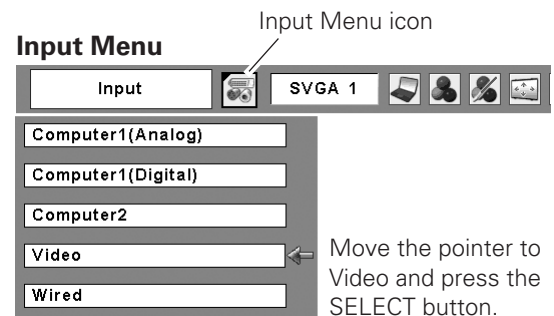 Input Menu icon
Input Menu
Input
SVGA 1
Computer1(Analog)
Computer1(Digital)
Computer2
Video
Wired
Move the pointer to
Video and press the
SELECT button.